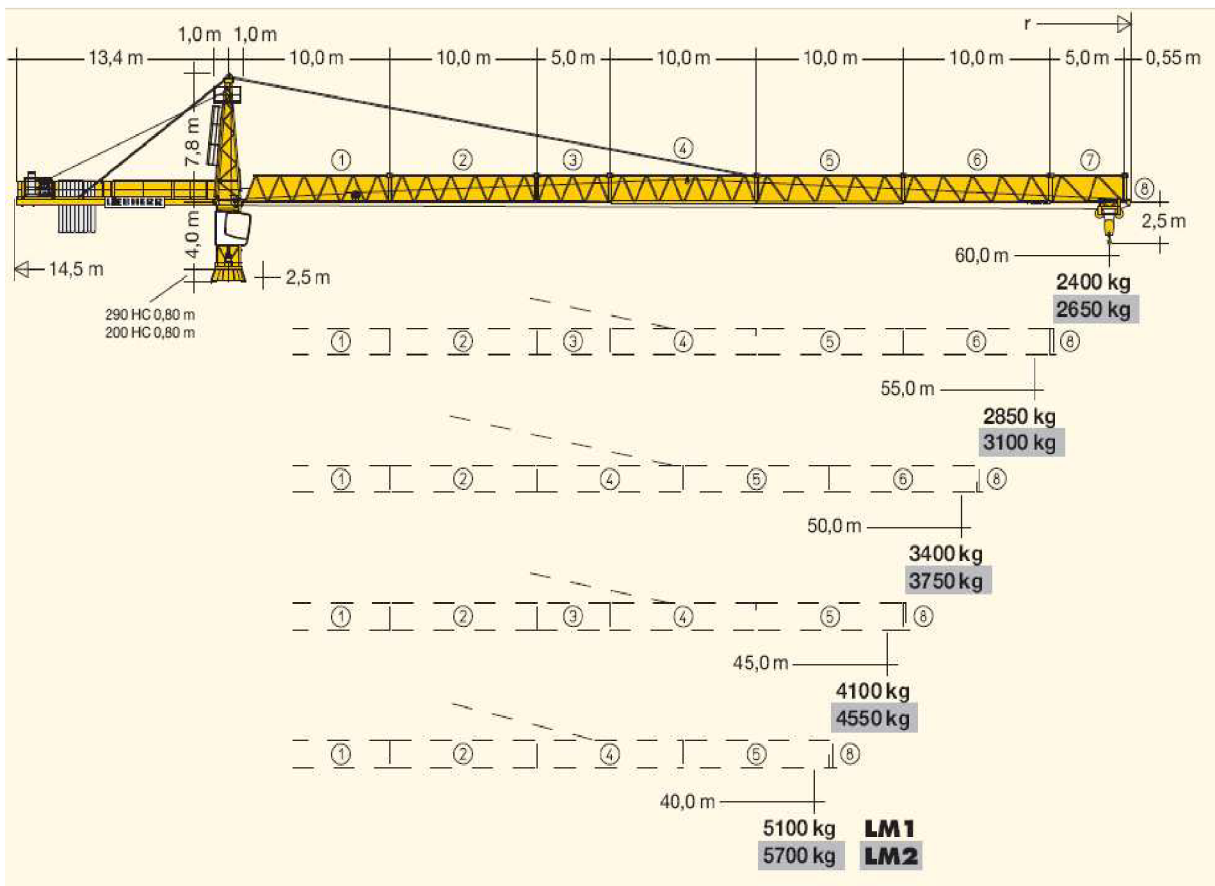 r
1,0 m 1,0 m
13,4 m 10,0 m 10,0 m 5,0 m 10,0 m 10,0 m 10,0 m 5,0 m 0,55 m
7,8 m
1 2 3 4 5 6 7
8
LIEBHERR
4,0 m
2,5 m
14,5 m
2,5 m
60,0 m
290 HC 0,80 m
200 HC 0,80 m
2400 kg
2650 kg
1 2 3 4 5 6 8
55,0 m
2850 kg
3100 kg
1 2 4 5 6 8
50,0 m
3400 kg
3750 kg
1 2 3 4 5 8
45,0 m
4100 kg
4550 kg
1 2 4 5 8
40,0 m
5100 kg LM1
5700 kg LM2